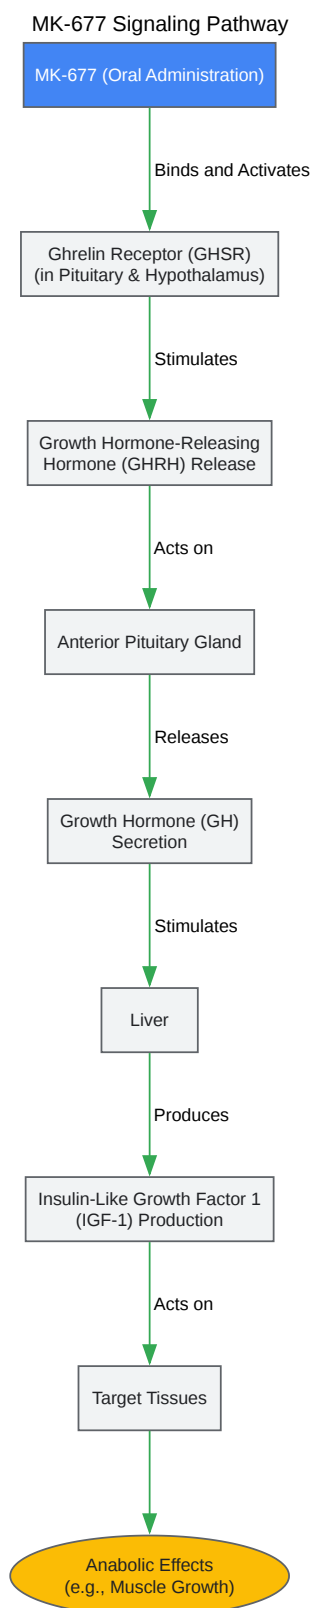 MK-677 Signaling Pathway
MK-677 (Oral Administration)
Binds and Activates
Ghrelin Receptor (GHSR)
(in Pituitary & Hypothalamus)
Stimulates
Growth Hormone-Releasing
Hormone (GHRH) Release
Acts on
Anterior Pituitary Gland
Releases
Growth Hormone (GH)
Secretion
Stimulates
Liver
Produces
Insulin-Like Growth Factor 1
(IGF-1) Production
Acts on
Target Tissues
Anabolic Effects
(e.g., Muscle Growth)